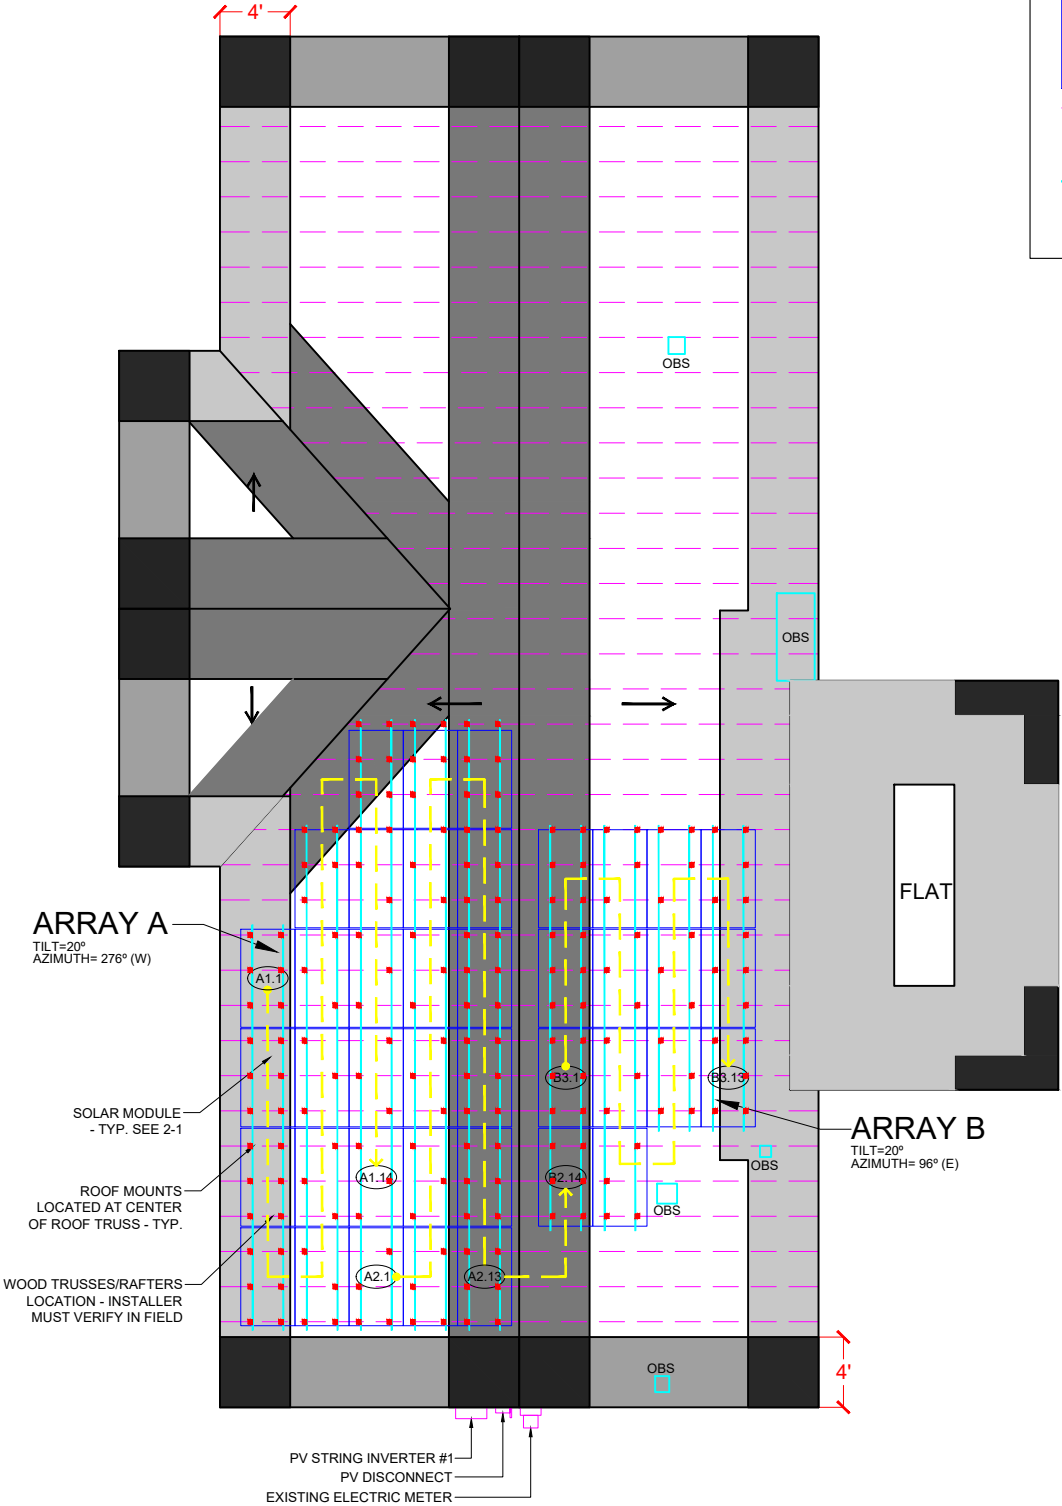 4'
OBS
OBS
FLAT
ARRAY A
TILT=20º
AZIMUTH= 276º (W)
A1.1
B3.1
B3.13
SOLAR MODULE
- TYP. SEE 2-1
ARRAY B
TILT=20º
AZIMUTH= 96º (E)
OBS
A1.14
B2.14
ROOF MOUNTS
LOCATED AT CENTER
OF ROOF TRUSS - TYP.
OBS
A2.1
A2.13
WOOD TRUSSES/RAFTERS
LOCATION - INSTALLER
MUST VERIFY IN FIELD
OBS
4'
PV STRING INVERTER #1
PV DISCONNECT
EXISTING ELECTRIC METER